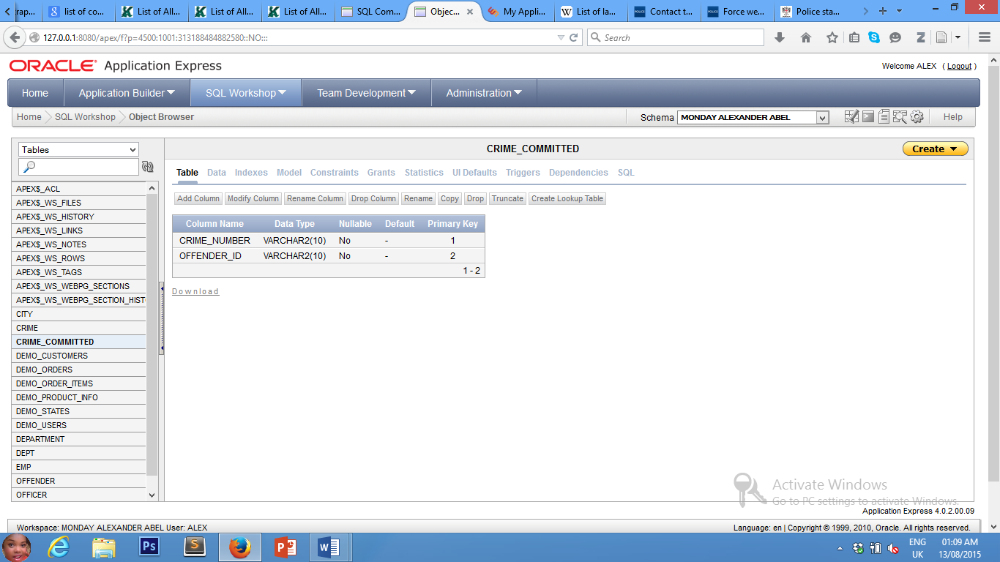 rap...
list of co...
List of All...
List of All...
List of All...
SQL Com...
Objec...
My Appli...
List of la...
Contact t...
Force we...
Police sta...
127.0.0.1:8080/apex/f?p=4500:1001:313188484882580::NO:::
Search
ORACLE Application Express
Welcome ALEX ( Logout )
Home Application Builder SQL Workshop Team Development Administration
Home SQL Workshop Object Browser
Schema MONDAY ALEXANDER ABEL Help
Tables
APEX$_ACL
APEX$_WS_FILES
APEX$_WS_HISTORY
APEX$_WS_LINKS
APEX$_WS_NOTES
APEX$_WS_ROWS
APEX$_WS_TAGS
APEX$_WS_WEBPG_SECTIONS
APEX$_WS_WEBPG_SECTION_HIST
CITY
CRIME
CRIME_COMMITTED
DEMO_CUSTOMERS
DEMO_ORDERS
DEMO_ORDER_ITEMS
DEMO_PRODUCT_INFO
DEMO_STATES
DEMO_USERS
DEPARTMENT
DEPT
EMP
OFFENDER
OFFICER
CRIME_COMMITTED
Create
Table Data Indexes Model Constraints Grants Statistics UI Defaults Triggers Dependencies SQL
Add Column Modify Column Rename Column Drop Column Rename Copy Drop Truncate Create Lookup Table
Column Name Data Type Nullable Default Primary Key
CRIME_NUMBER VARCHAR2(10) No - 1
OFFENDER_ID VARCHAR2(10) No - 2
1 - 2
Download
Activate Windows
Go to PC settings to activate Windows.
Application Express 4.0.2.00.09
Workspace: MONDAY ALEXANDER ABEL User: ALEX
Language: en | Copyright © 1999, 2010, Oracle. All rights reserved.
Ps
S
P
W
ENG
UK
01:09 AM
13/08/2015